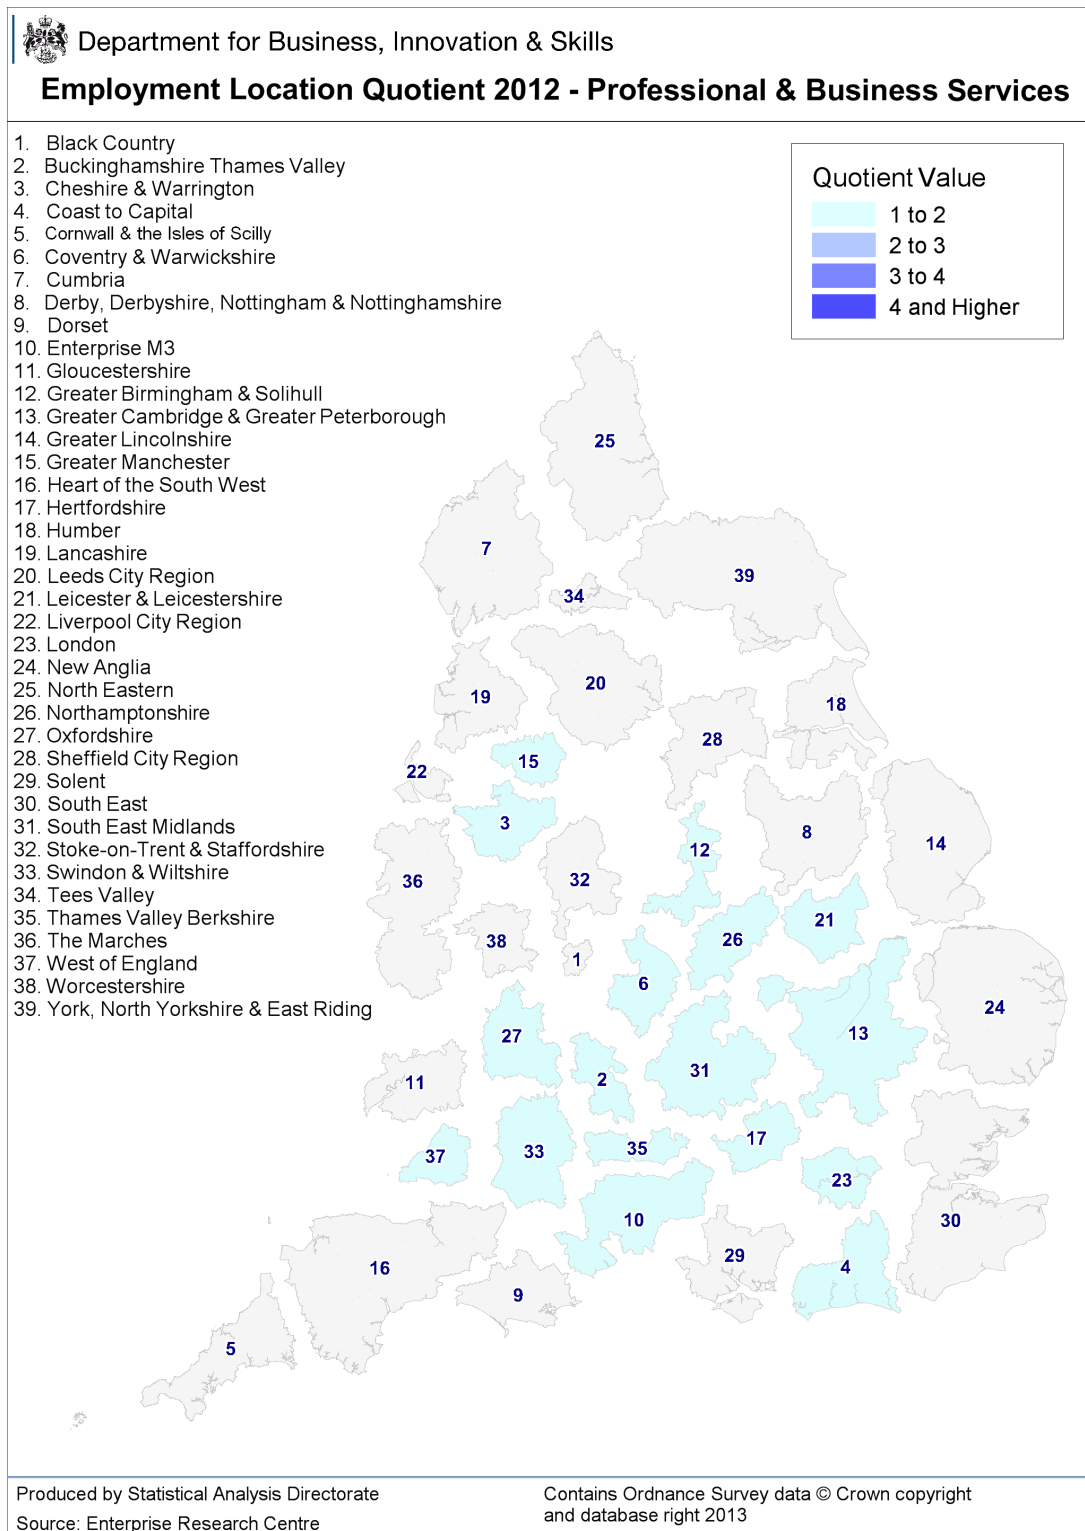 Department for Business, Innovation & Skills
Employment Location Quotient 2012 - Professional & Business Services
1. Black Country
2. Buckinghamshire Thames Valley
3. Cheshire & Warrington
4. Coast to Capital
5. Cornwall & the Isles of Scilly
6. Coventry & Warwickshire
7. Cumbria
8. Derby, Derbyshire, Nottingham & Nottinghamshire
9. Dorset
10. Enterprise M3
11. Gloucestershire
12. Greater Birmingham & Solihull
13. Greater Cambridge & Greater Peterborough
14. Greater Lincolnshire
15. Greater Manchester
16. Heart of the South West
17. Hertfordshire
18. Humber
19. Lancashire
20. Leeds City Region
21. Leicester & Leicestershire
22. Liverpool City Region
23. London
24. New Anglia
25. North Eastern
26. Northamptonshire
27. Oxfordshire
28. Sheffield City Region
29. Solent
30. South East
31. South East Midlands
32. Stoke-on-Trent & Staffordshire
33. Swindon & Wiltshire
34. Tees Valley
35. Thames Valley Berkshire
36. The Marches
37. West of England
38. Worcestershire
39. York, North Yorkshire & East Riding
Quotient Value
1 to 2
2 to 3
3 to 4
4 and Higher
25
7
39
34
20
19
18
28
15
22
3
8
12
14
36
32
21
26
38
1
6
24
13
27
31
2
11
17
35
33
37
23
10
30
29
4
16
9
5
Produced by Statistical Analysis Directorate
Source: Enterprise Research Centre
Contains Ordnance Survey data © Crown copyright
and database right 2013